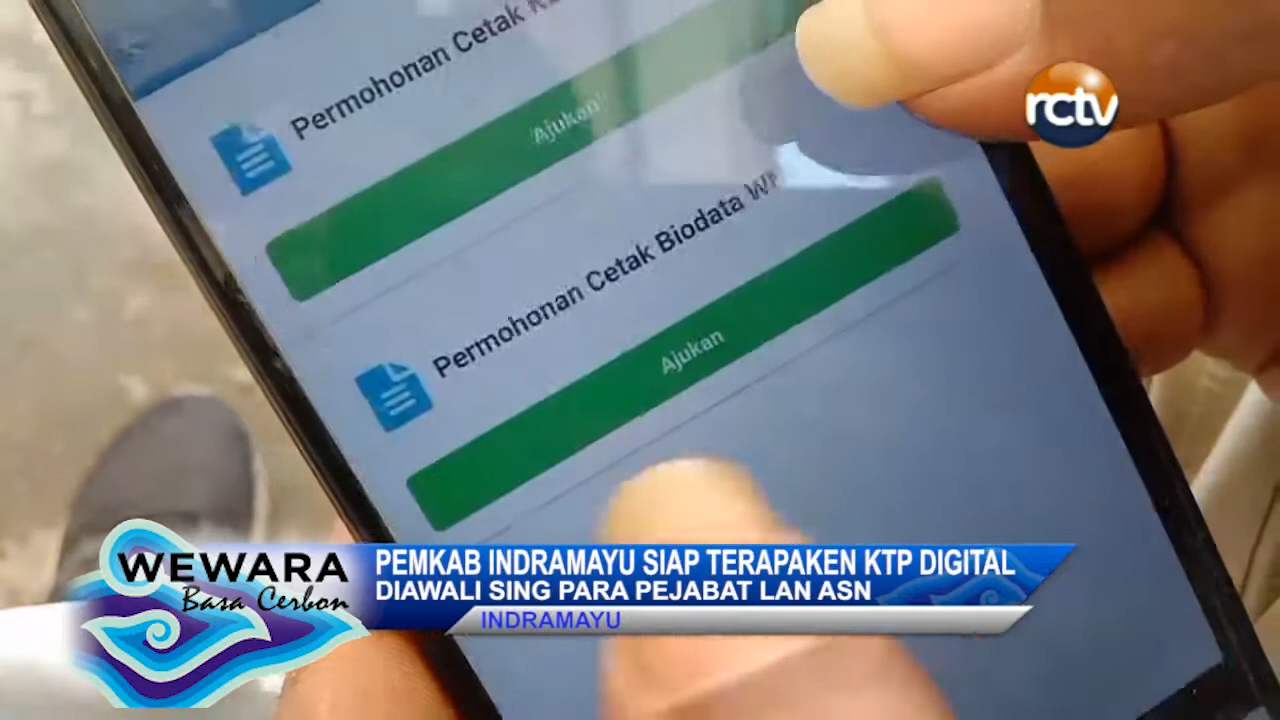 Permohonan Cetak
Ajukan
rctv
Permohonan Cetak Biodata
Ajukan
WEWARA
Basa Cerbon
PEMKAB INDRAMAYU SIAP TERAPAKEN KTP DIGITAL
DIAWALI SING PARA PEJABAT LAN ASN
INDRAMAYU